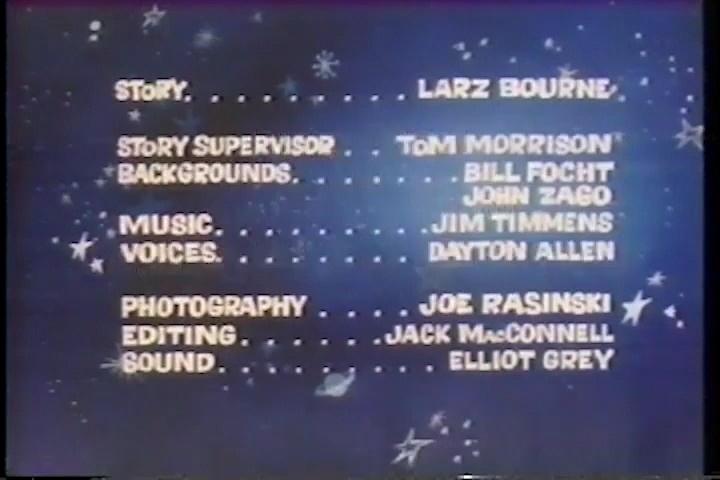 STORY. . . . . . . . . LARZ BOURNE
STORY SUPERVISOR . . TOM MORRISON
BACKGROUNDS. . . . . . . BILL FOCHT
JOHN ZAGO
MUSIC. . . . . . . . . JIM TIMMENS
VOICES. . . . . . . . DAYTON ALLEN
PHOTOGRAPHY . . . . JOE RASINSKI
EDITING. . . . . . JACK MacCONNELL
SOUND. . . . . . . . . ELLIOT GREY